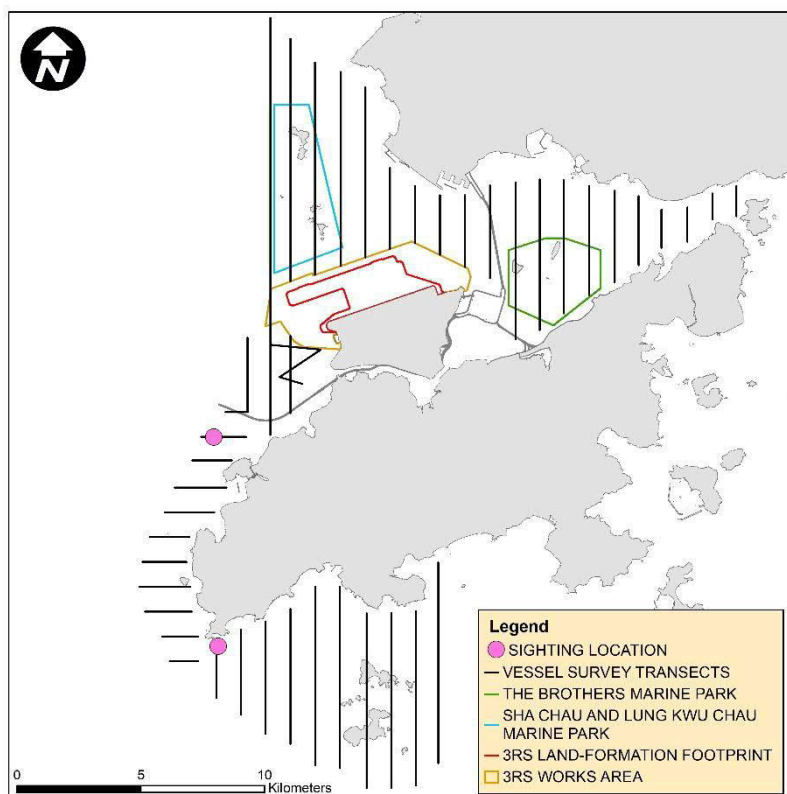 N
Legend
SIGHTING LOCATION
VESSEL SURVEY TRANSECTS
THE BROTHERS MARINE PARK
SHA CHAU AND LUNG KWU CHAU
MARINE PARK
3RS LAND-FORMATION FOOTPRINT
3RS WORKS AREA
0 5 10
Kilometers